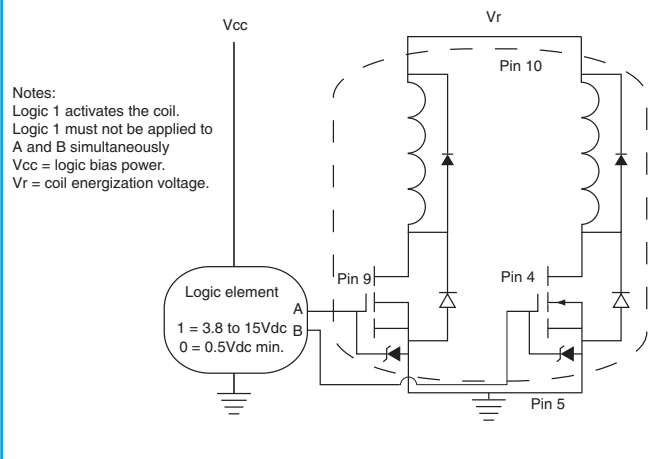 Vcc
Vr
Pin 10
Notes:
Logic 1 activates the coil.
Logic 1 must not be applied to
A and B simultaneously
Vcc = logic bias power.
Vr = coil energization voltage.
Pin 9
Pin 4
Logic element
A
1 = 3.8 to 15Vdc
B
0 = 0.5Vdc min.
Pin 5